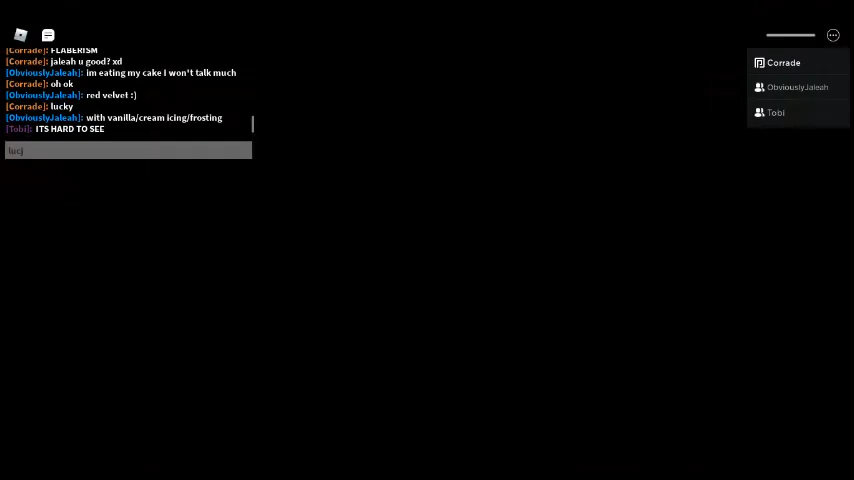 [Corrade]: FLABERISM
[Corrade]: jaleah u good? xd
[ObviouslyJaleah]: im eating my cake i won't talk much
[Corrade]: oh ok
[ObviouslyJaleah]: red velvet :)
[Corrade]: lucky
[ObviouslyJaleah]: with vanilla/cream icing/frosting
[Tobi]: ITS HARD TO SEE
lucj
Corrade
ObviouslyJaleah
Tobi